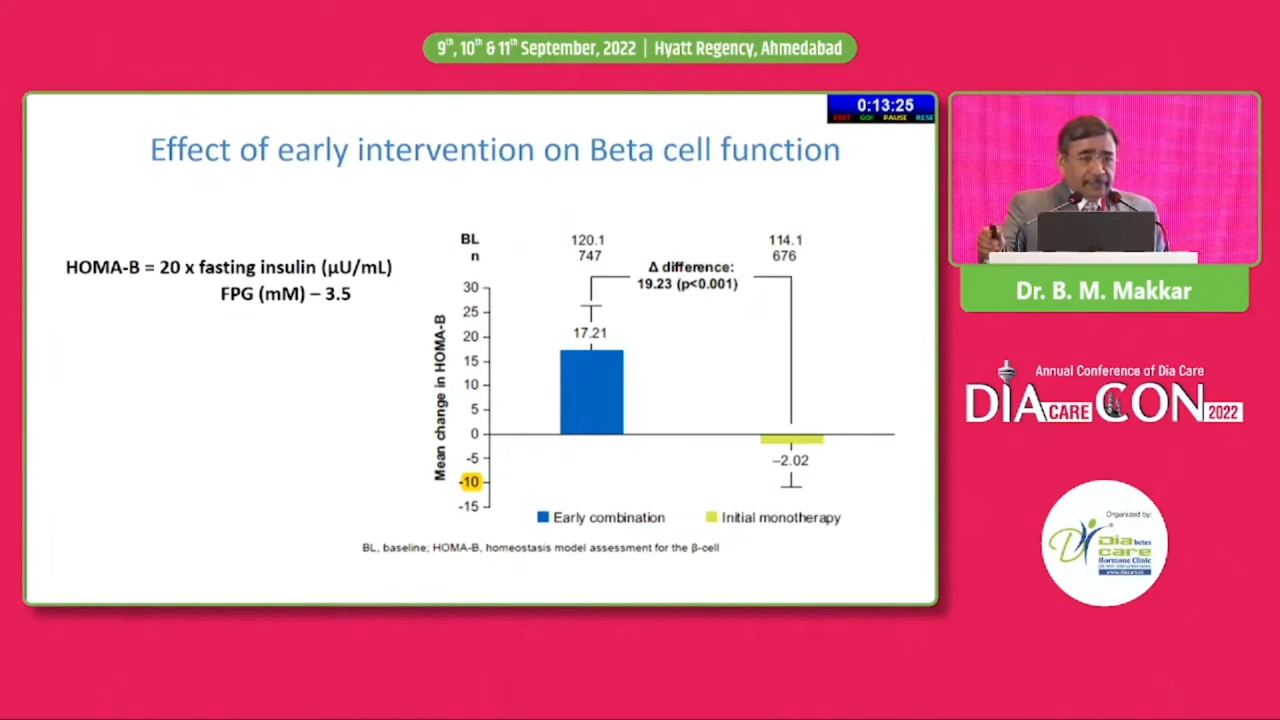 9th, 10th & 11th September, 2022 | Hyatt Regency, Ahmedabad
0:13:25
EXIT GO! PAUSE RESE
Effect of early intervention on Beta cell function
HOMA-B = 20 x fasting insulin (µU/mL)
FPG (mM) – 3.5
BL 120.1 114.1
n 747 676
Δ difference:
19.23 (p<0.001)
Mean change in HOMA-B
30
25
20
15
10
5
0
-5
-10
-15
17.21
–2.02
Early combination
Initial monotherapy
BL, baseline; HOMA-B, homeostasis model assessment for the β-cell
Dr. B. M. Makkar
Annual Conference of Dia Care
DIA CARE CON 2022
Organized by:
Diabetes
care
Hormone Clinic